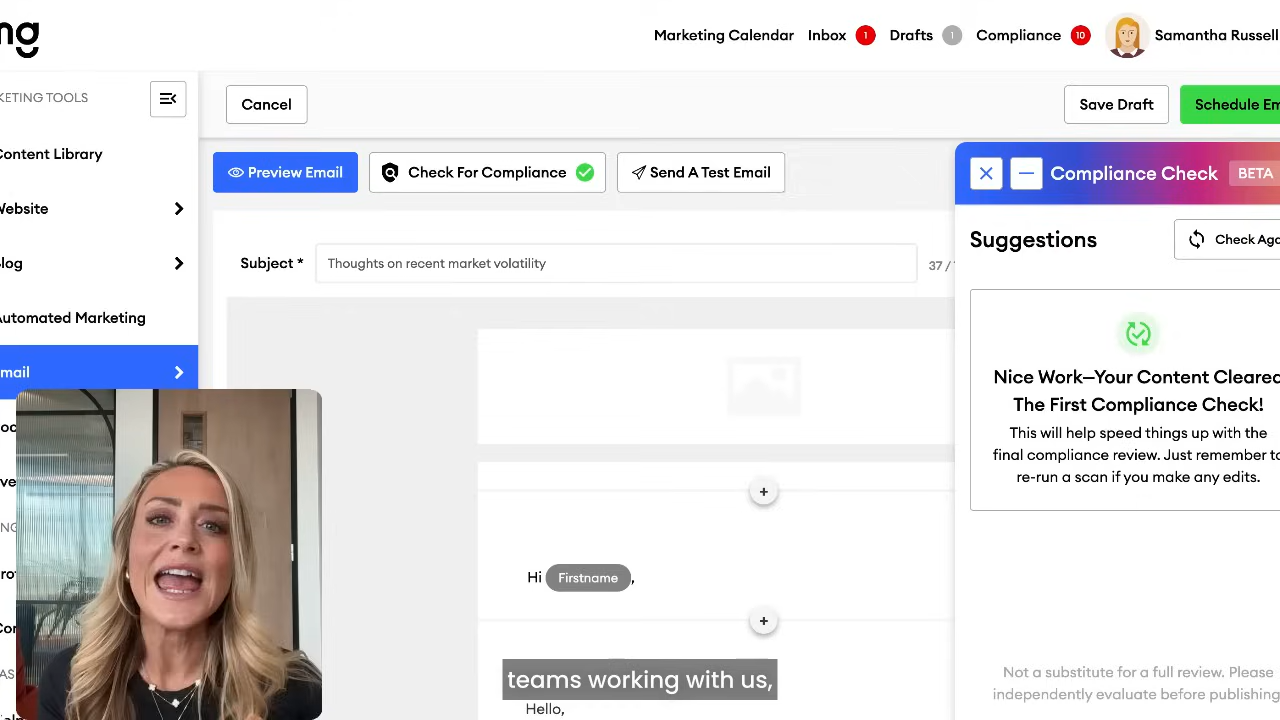 ng
Marketing Calendar Inbox 1 Drafts 1 Compliance 10 Samantha Russell
KETING TOOLS
Cancel
Save Draft
Schedule Em
Content Library
Preview Email
Check For Compliance
Send A Test Email
Compliance Check BETA
Website
Suggestions
Check Aga
Subject *
Thoughts on recent market volatility
37 /
log
Automated Marketing
mail
Nice Work—Your Content Cleared
The First Compliance Check!
This will help speed things up with the
final compliance review. Just remember to
re-run a scan if you make any edits.
Hi Firstname,
teams working with us,
Hello,
Not a substitute for a full review. Please
independently evaluate before publishing